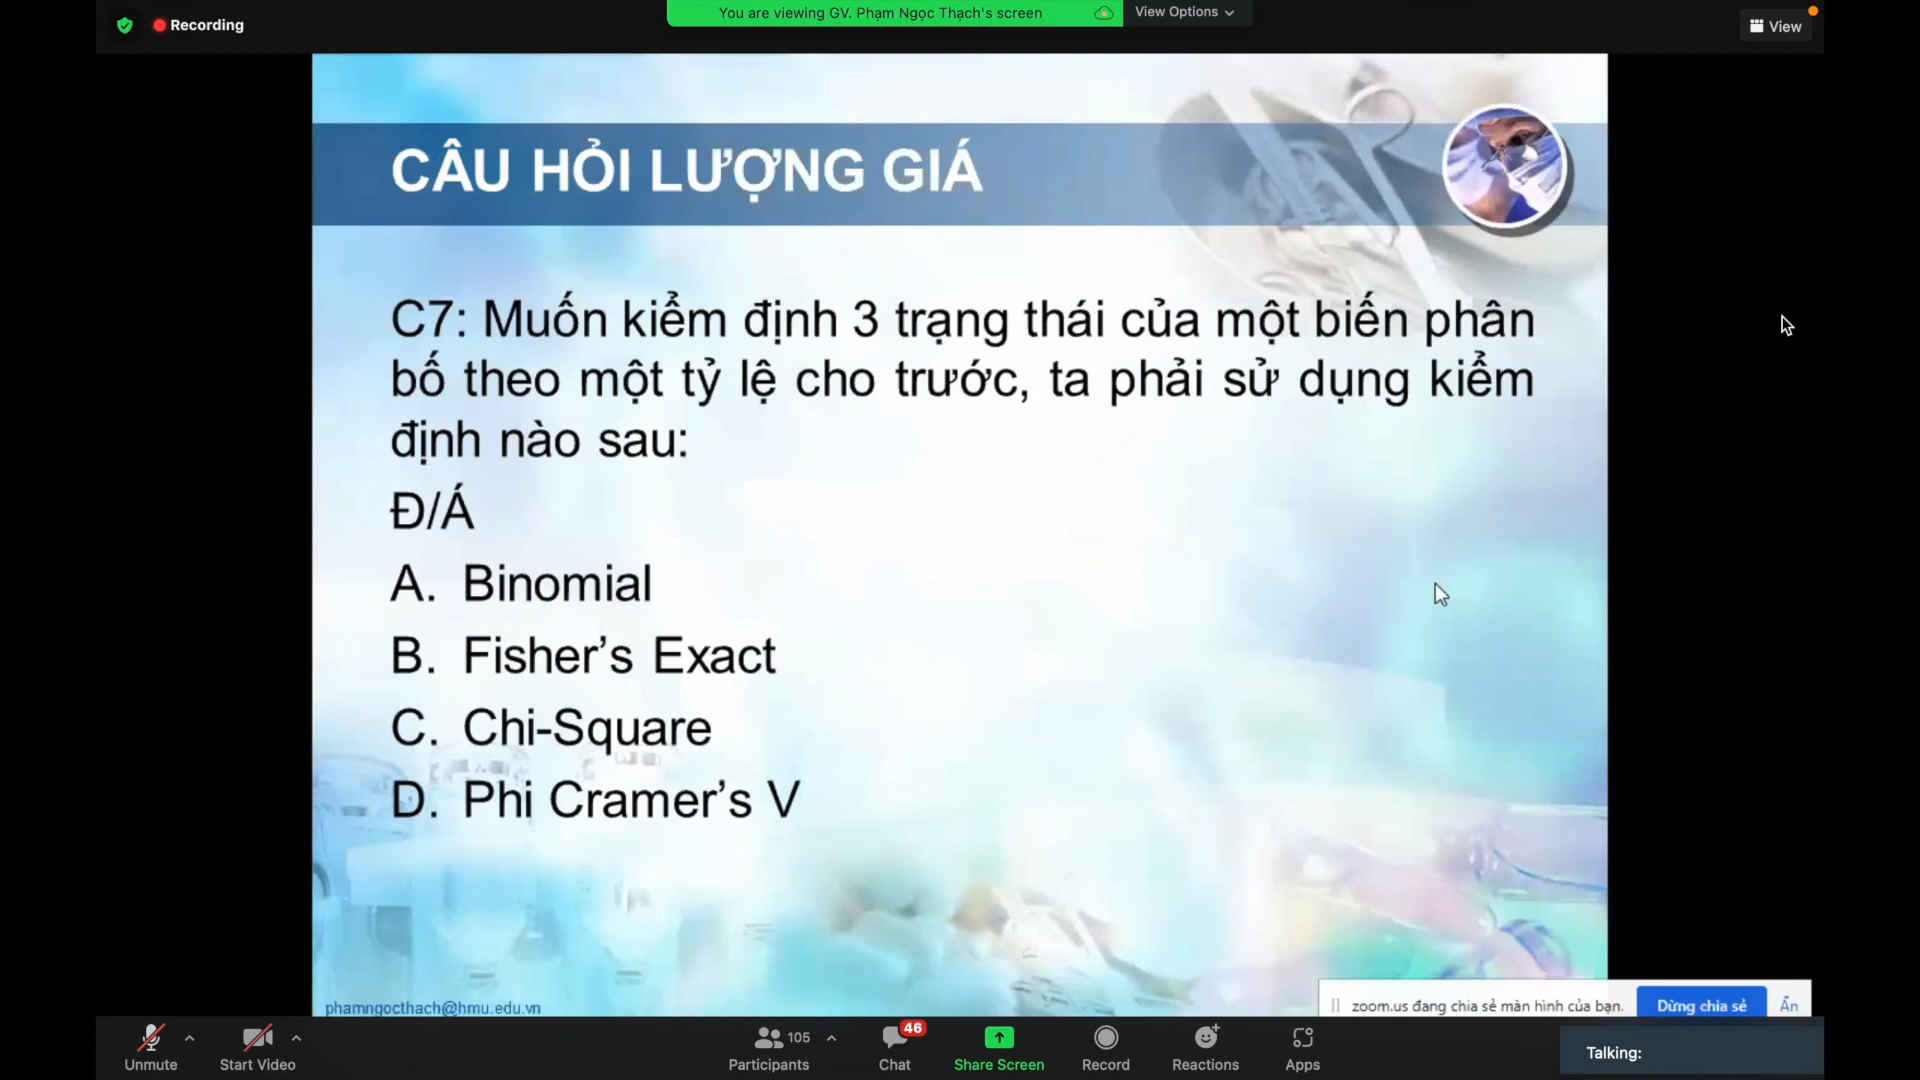 Recording
You are viewing GV. Phạm Ngọc Thạch's screen
View Options
View
CÂU HỎI LƯỢNG GIÁ
C7: Muốn kiểm định 3 trạng thái của một biến phân
bố theo một tỷ lệ cho trước, ta phải sử dụng kiểm
định nào sau:
Đ/Á
A. Binomial
B. Fisher’s Exact
C. Chi-Square
D. Phi Cramer’s V
phamngocthach@hmu.edu.vn
zoom.us đang chia sẻ màn hình của bạn.
Dừng chia sẻ
Ẩn
Unmute
Start Video
105
Participants
46
Chat
Share Screen
Record
Reactions
Apps
Talking: